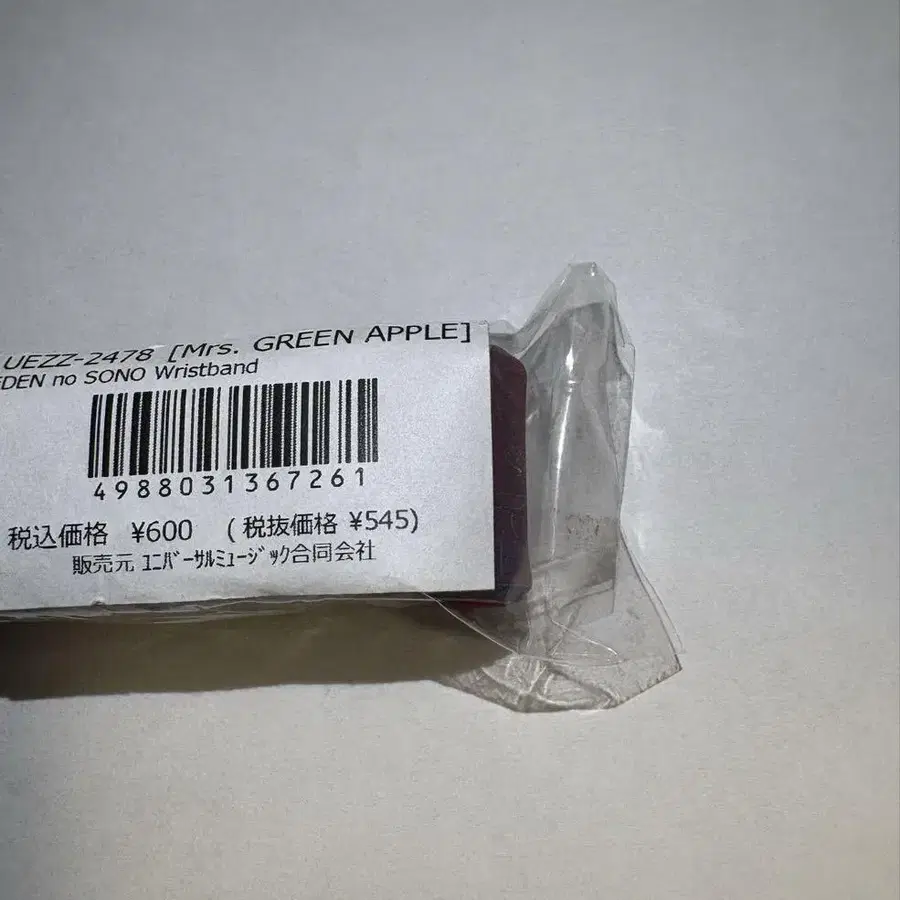 UEZZ-2478 [Mrs. GREEN APPLE]
EDEN no SONO Wristband
4988031367261
税込価格 ¥600 (税抜価格 ¥545)
販売元 ﾕﾆﾊﾞｰｻﾙﾐｭｰｼﾞｯｸ合同会社